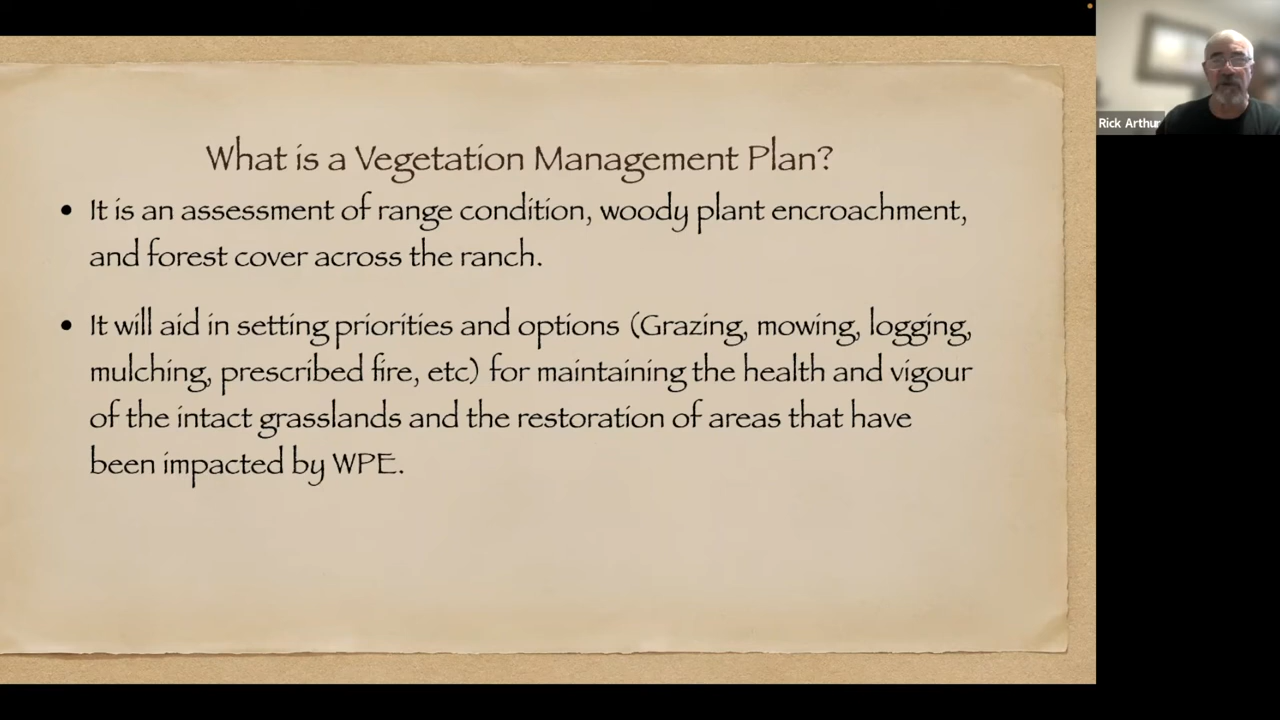 What is a Vegetation Management Plan?
• It is an assessment of range condition, woody plant encroachment,
and forest cover across the ranch.
• It will aid in setting priorities and options (Grazing, mowing, logging,
mulching, prescribed fire, etc) for maintaining the health and vigour
of the intact grasslands and the restoration of areas that have
been impacted by WPE.
Rick Arthur